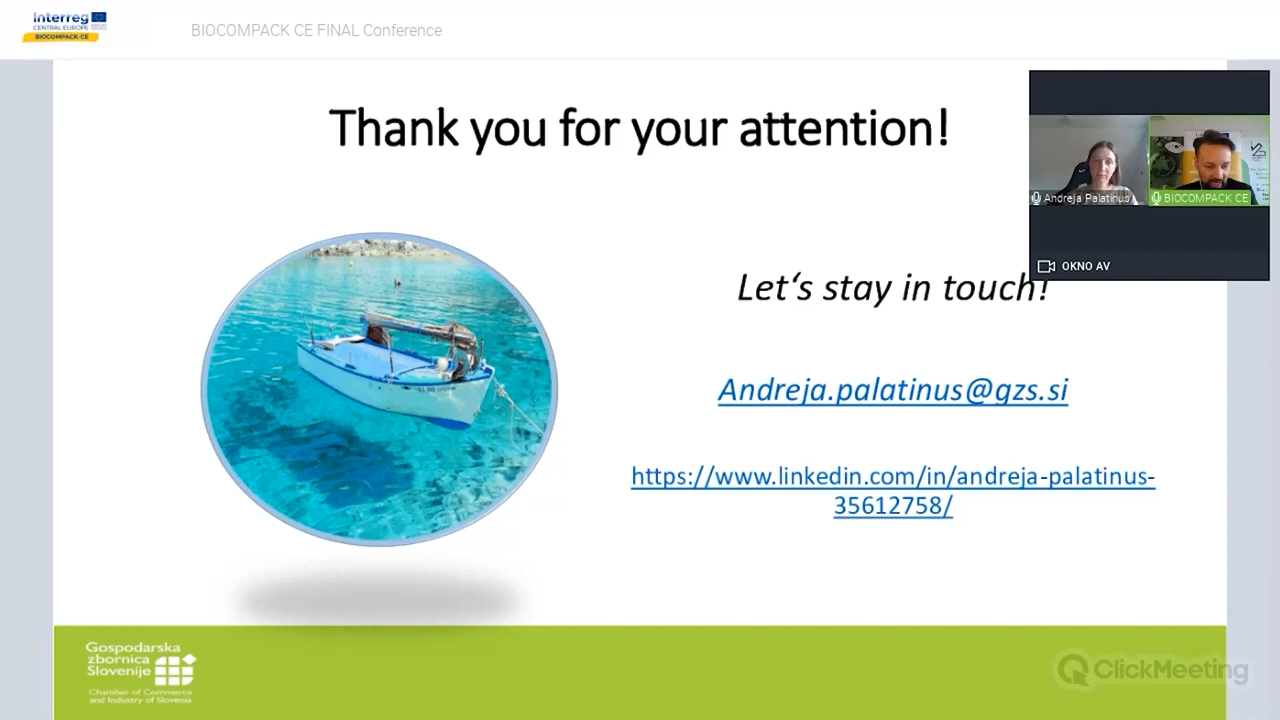 Interreg
CENTRAL EUROPE
BIOCOMPACK-CE
BIOCOMPACK CE FINAL Conference
Thank you for your attention!
Andreja Palatinus
BIOCOMPACK CE
OKNO AV
Let‘s stay in touch!
Andreja.palatinus@gzs.si
https://www.linkedin.com/in/andreja-palatinus-
35612758/
Gospodarska
zbornica
Slovenije
Chamber of Commerce
and Industry of Slovenia
ClickMeeting